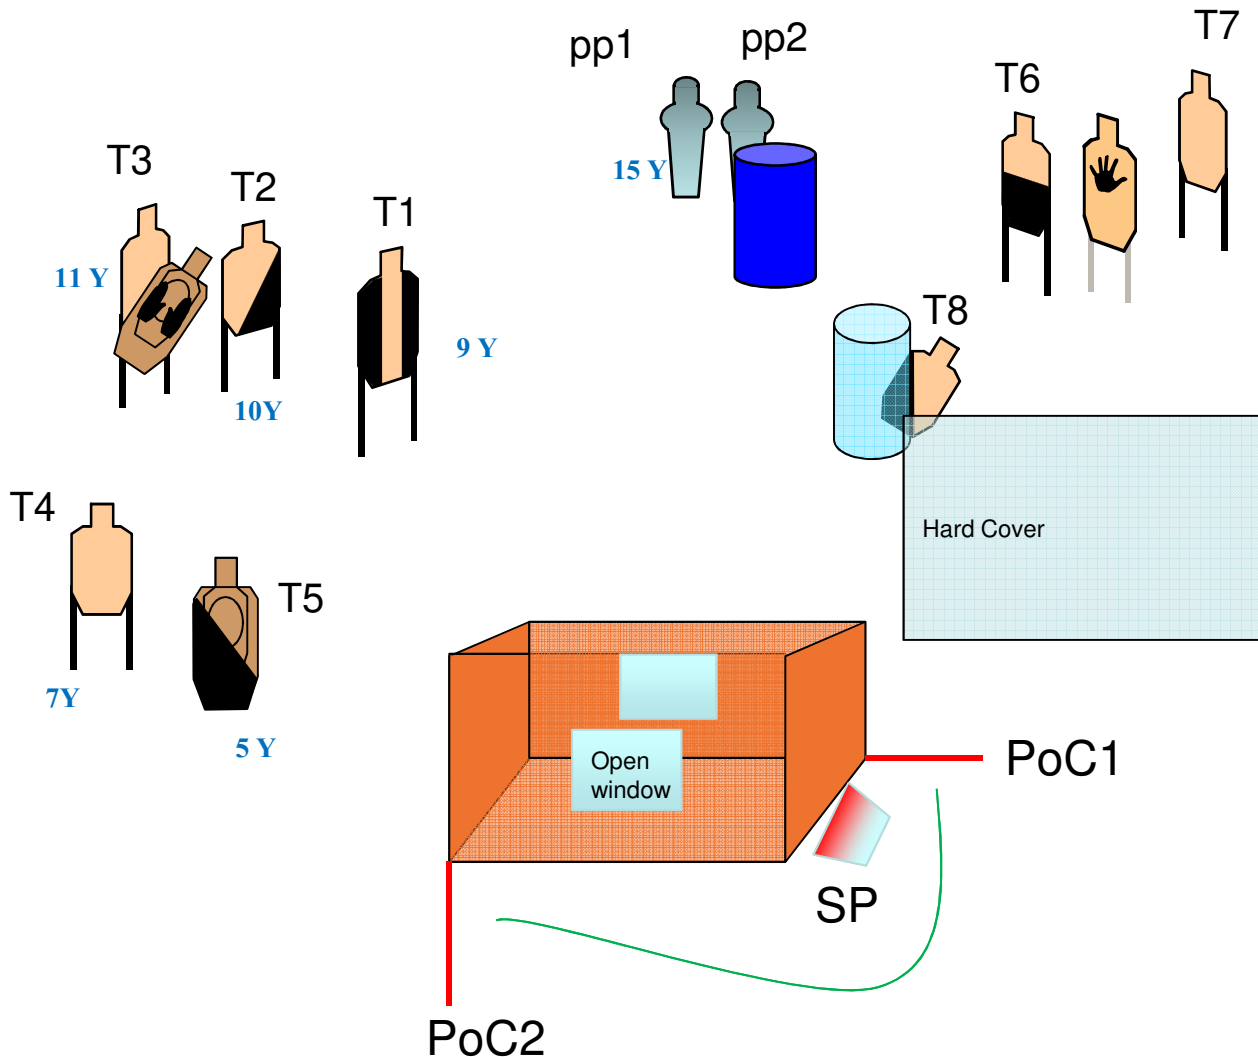 T7
pp1
pp2
T6
T3
15 Y
T2
T1
11 Y
T8
9 Y
10Y
T4
Hard Cover
T5
7Y
5 Y
Open
window
PoC1
SP
PoC2